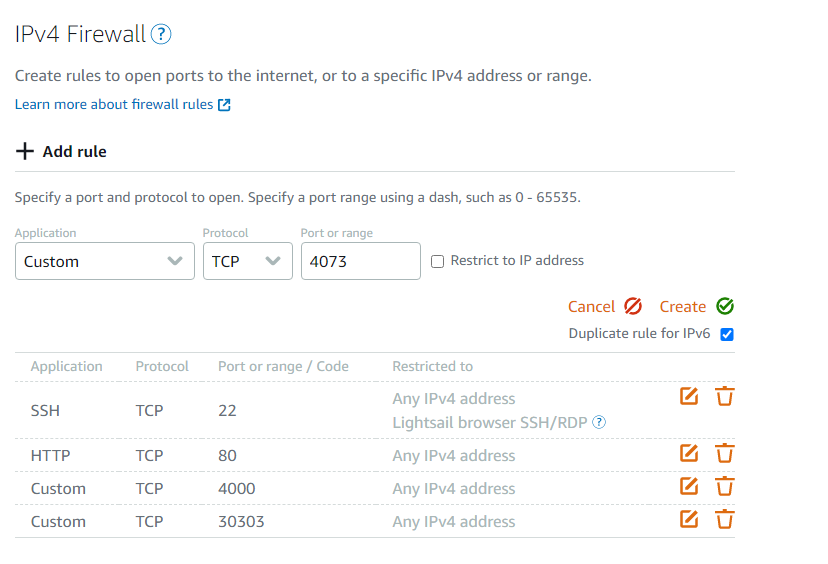 IPv4 Firewall ?
Create rules to open ports to the internet, or to a specific IPv4 address or range.
Learn more about firewall rules
+ Add rule
Specify a port and protocol to open. Specify a port range using a dash, such as 0 - 65535.
Application Protocol Port or range
Custom TCP 4073 Restrict to IP address
Cancel Create
Duplicate rule for IPv6
Application Protocol Port or range / Code Restricted to
SSH TCP 22 Any IPv4 address
Lightsail browser SSH/RDP ?
HTTP TCP 80 Any IPv4 address
Custom TCP 4000 Any IPv4 address
Custom TCP 30303 Any IPv4 address